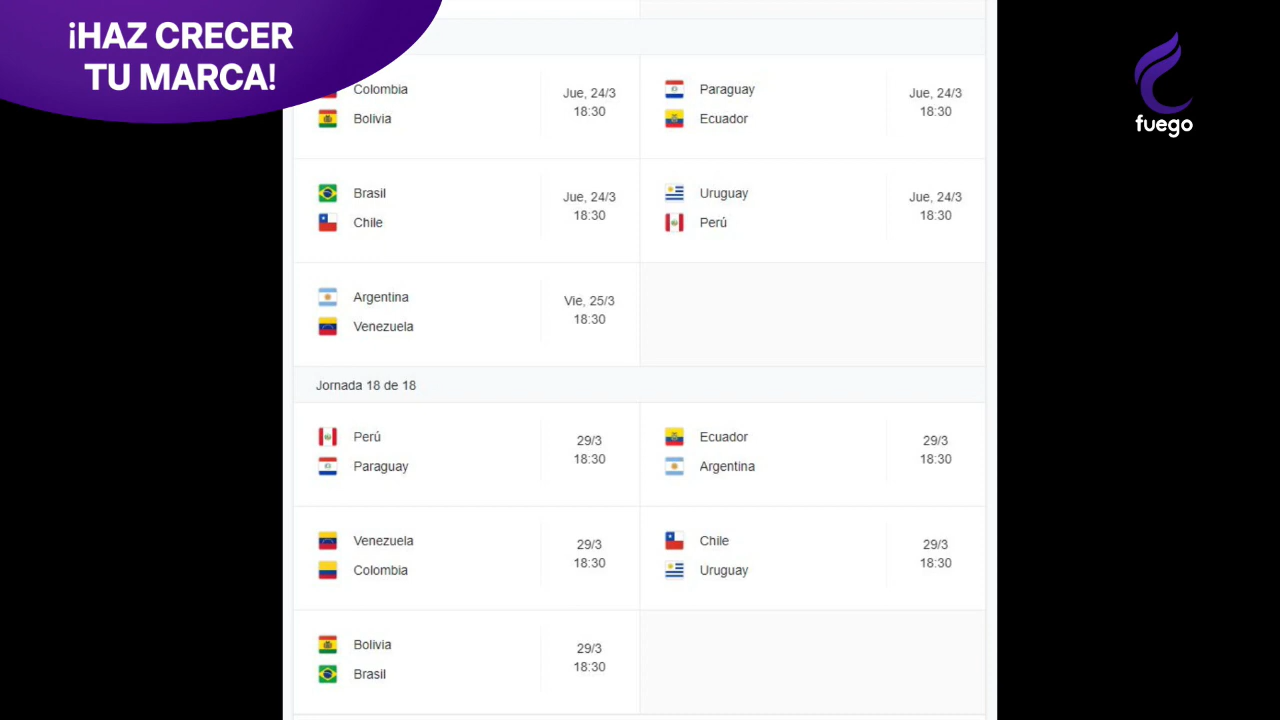 ¡HAZ CRECER
TU MARCA!
fuego
Colombia
Bolivia
Jue, 24/3
18:30
Paraguay
Ecuador
Jue, 24/3
18:30
Brasil
Chile
Jue, 24/3
18:30
Uruguay
Perú
Jue, 24/3
18:30
Argentina
Venezuela
Vie, 25/3
18:30
Jornada 18 de 18
Perú
Paraguay
29/3
18:30
Ecuador
Argentina
29/3
18:30
Venezuela
Colombia
29/3
18:30
Chile
Uruguay
29/3
18:30
Bolivia
Brasil
29/3
18:30